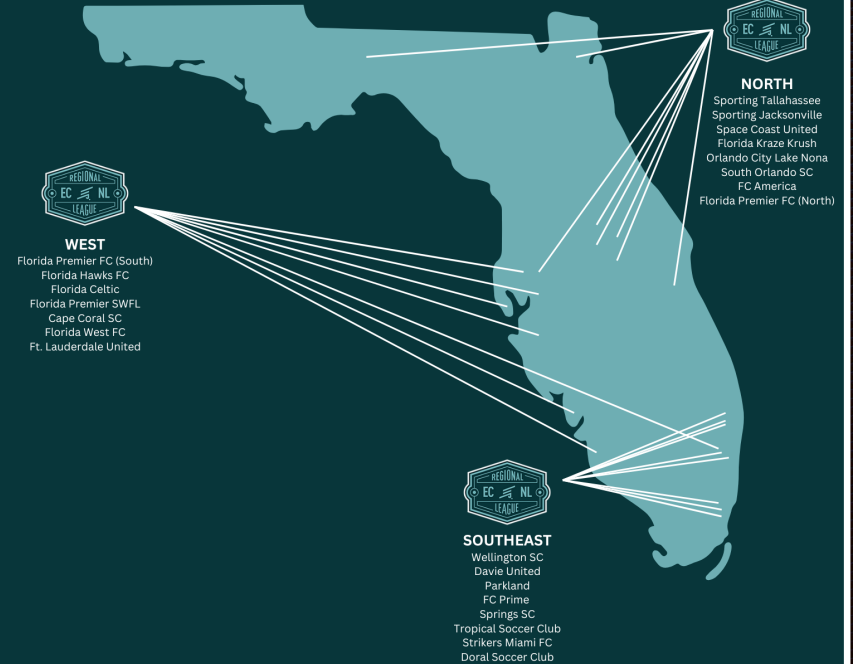 REGIONAL
EC NL
LEAGUE
NORTH
Sporting Tallahassee
Sporting Jacksonville
Space Coast United
Florida Kraze Krush
Orlando City Lake Nona
South Orlando SC
FC America
Florida Premier FC (North)
REGIONAL
EC NL
LEAGUE
WEST
Florida Premier FC (South)
Florida Hawks FC
Florida Celtic
Florida Premier SWFL
Cape Coral SC
Florida West FC
Ft. Lauderdale United
REGIONAL
EC NL
LEAGUE
SOUTHEAST
Wellington SC
Davie United
Parkland
FC Prime
Springs SC
Tropical Soccer Club
Strikers Miami FC
Doral Soccer Club